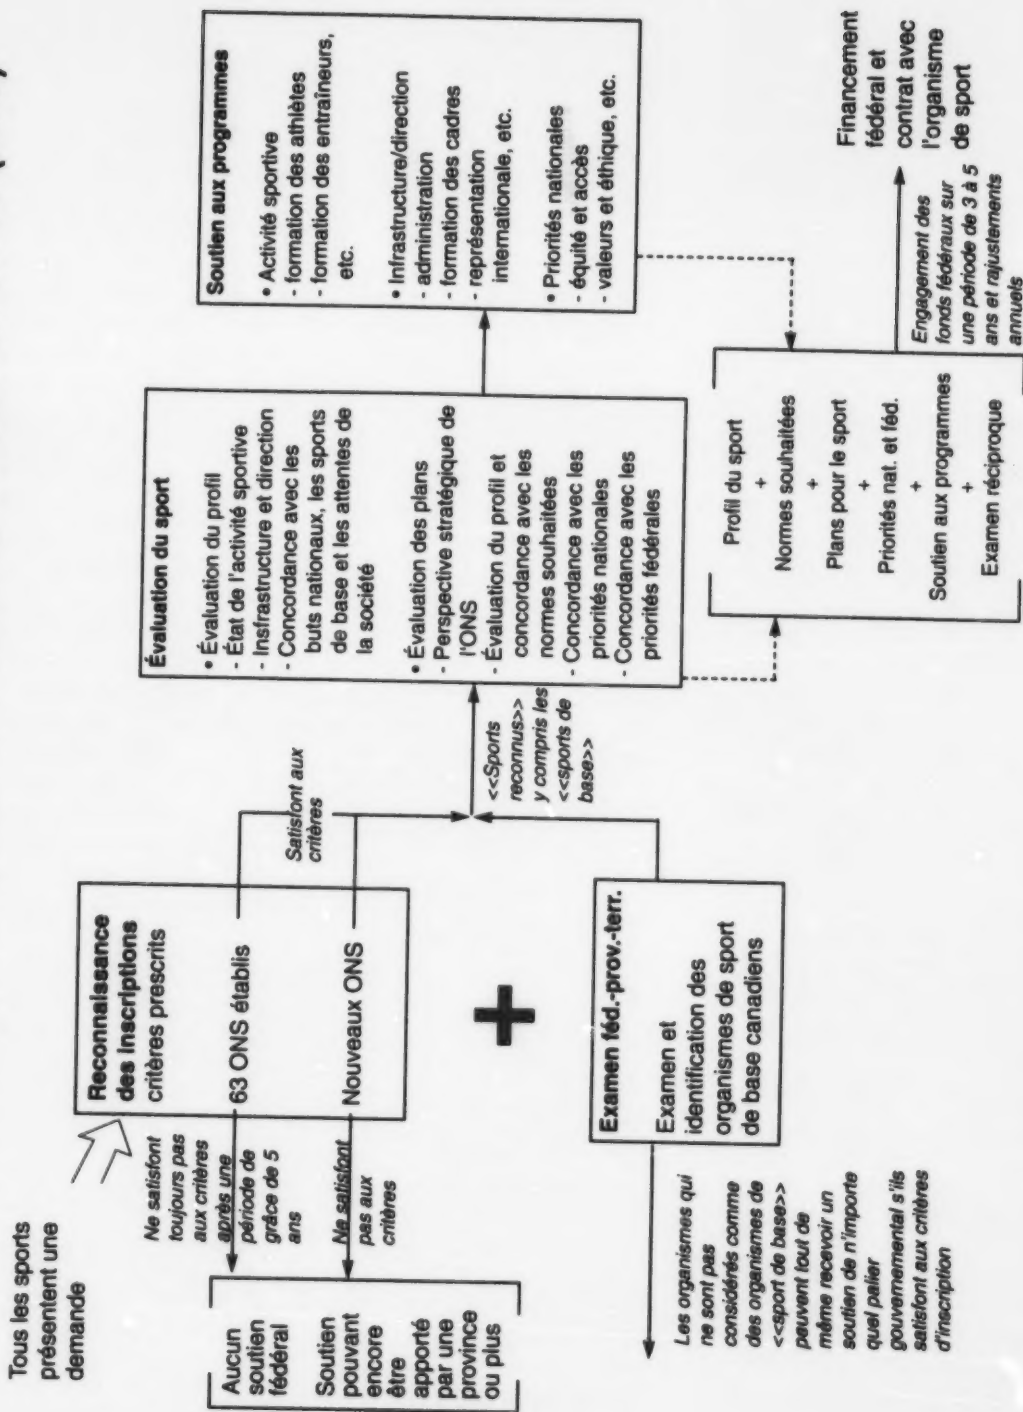 Tous les sports
présentent une
demande
Reconnaissance
des inscriptions
critères prescrits
63 ONS établis
Nouveaux ONS
Ne satisfont
toujours pas
aux critères
après une
période de
grâce de 5
ans
Ne satisfont
pas aux
critères
Aucun
soutien
fédéral
Soutien
pouvant
encore
être
apporté
par une
province
ou plus
Satisfont aux
critères
+
Examen féd.-prov.-terr.
Examen et
identification des
organismes de sport
de base canadiens
Les organismes qui
ne sont pas
considérés comme
des organismes de
<<sport de base>>
peuvent tout de
même recevoir un
soutien de n'importe
quel palier
gouvernemental s'ils
satisfont aux critères
d'inscription
<<Sports
reconnus>>
y compris les
<<sports de
base>>
Évaluation du sport
• Évaluation du profil
- État de l'activité sportive
- Insfrastructure et direction
- Concordance avec les
buts nationaux, les sports
de base et les attentes de
la société
• Évaluation des plans
- Perspective stratégique de
l'ONS
- Évaluation du profil et
concordance avec les
normes souhaitées
- Concordance avec les
priorités nationales
- Concordance avec les
priorités fédérales
Soutien aux programmes
• Activité sportive
- formation des athlètes
- formation des entraîneurs,
etc.
• Infrastructure/direction
- administration
- formation des cadres
- représentation
internationale, etc.
• Priorités nationales
- équité et accès
- valeurs et éthique, etc.
Profil du sport
+
Normes souhaitées
+
Plans pour le sport
+
Priorités nat. et féd.
+
Soutien aux programmes
+
Examen réciproque
Engagement des
fonds fédéraux sur
une période de 3 à 5
ans et rajustements
annuels
Financement
fédéral et
contrat avec
l'organisme
de sport